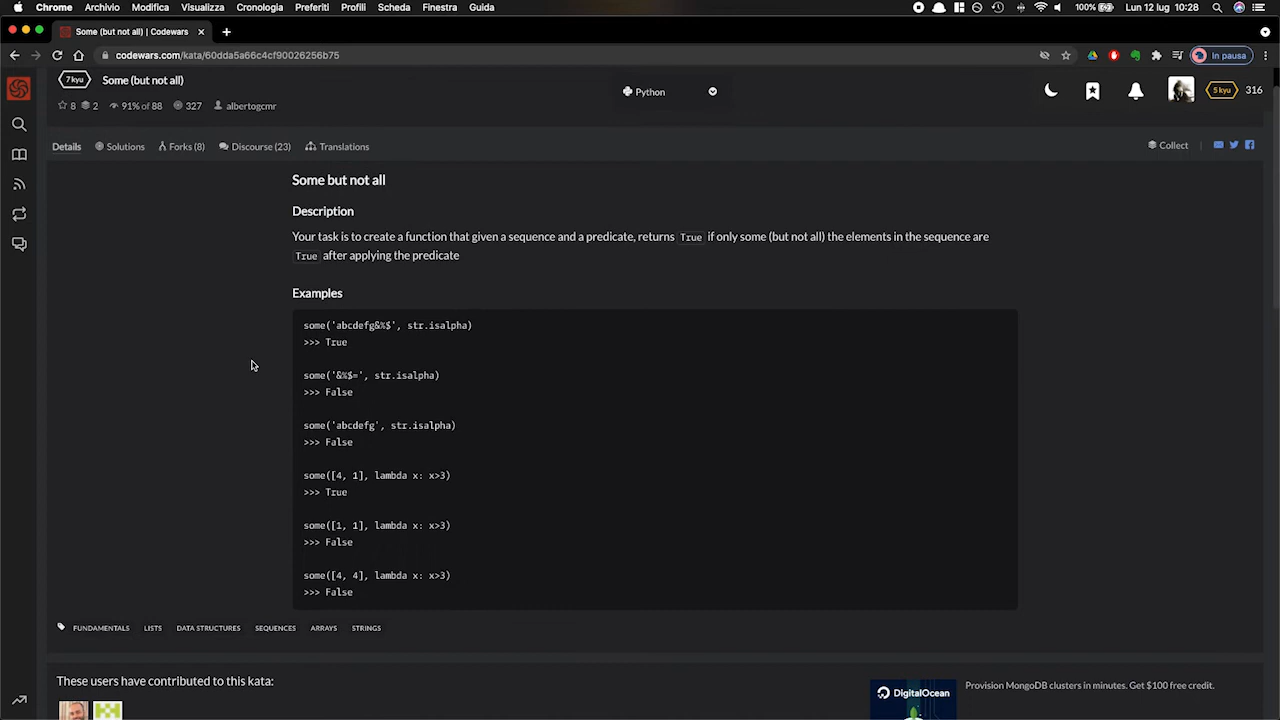 Chrome Archivio Modifica Visualizza Cronologia Preferiti Profili Scheda Finestra Guida 100% Lun 12 lug 10:28
Some (but not all) | Codewars
codewars.com/kata/60dda5a66c4cf90026256b75 In pausa
7 kyu Some (but not all)
Python
5 kyu 316
8 2 91% of 88 327 albertogcmr
Details Solutions Forks (8) Discourse (23) Translations Collect
Some but not all
Description
Your task is to create a function that given a sequence and a predicate, returns True if only some (but not all) the elements in the sequence are
True after applying the predicate
Examples
some('abcdefg&%$', str.isalpha)
>>> True
some('&%$=', str.isalpha)
>>> False
some('abcdefg', str.isalpha)
>>> False
some([4, 1], lambda x: x>3)
>>> True
some([1, 1], lambda x: x>3)
>>> False
some([4, 4], lambda x: x>3)
>>> False
FUNDAMENTALS LISTS DATA STRUCTURES SEQUENCES ARRAYS STRINGS
These users have contributed to this kata:
DigitalOcean
Provision MongoDB clusters in minutes. Get $100 free credit.